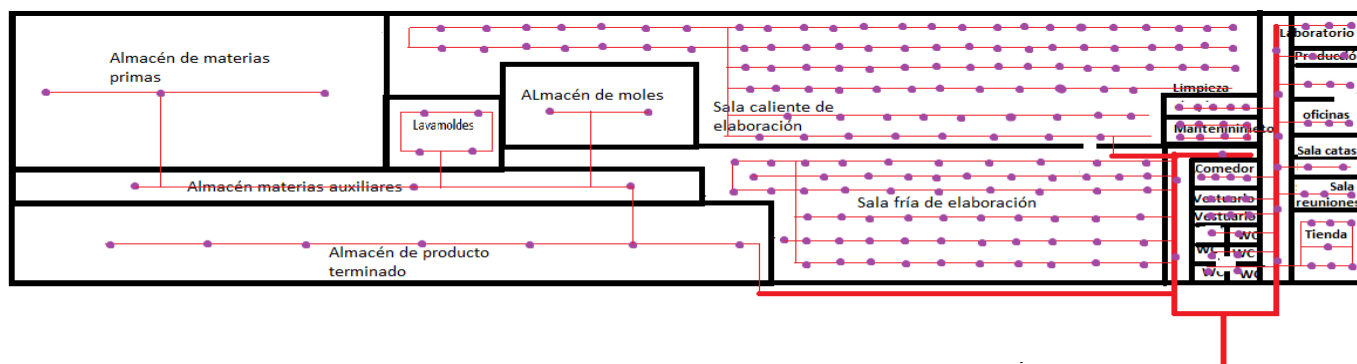 Almacén de materias
primas
Lavamoldes
ALmacén de moles
Sala caliente de
elaboración
Limpieza
Manteninimeto
Laboratorio
Producció
oficinas
Sala catas
Sala
reuniones
Tienda
Comedor
Vestuario
Vestuario
WC
WC
WC
WC
WC
Almacén materias auxiliares
Sala fría de elaboración
Almacén de producto
terminado